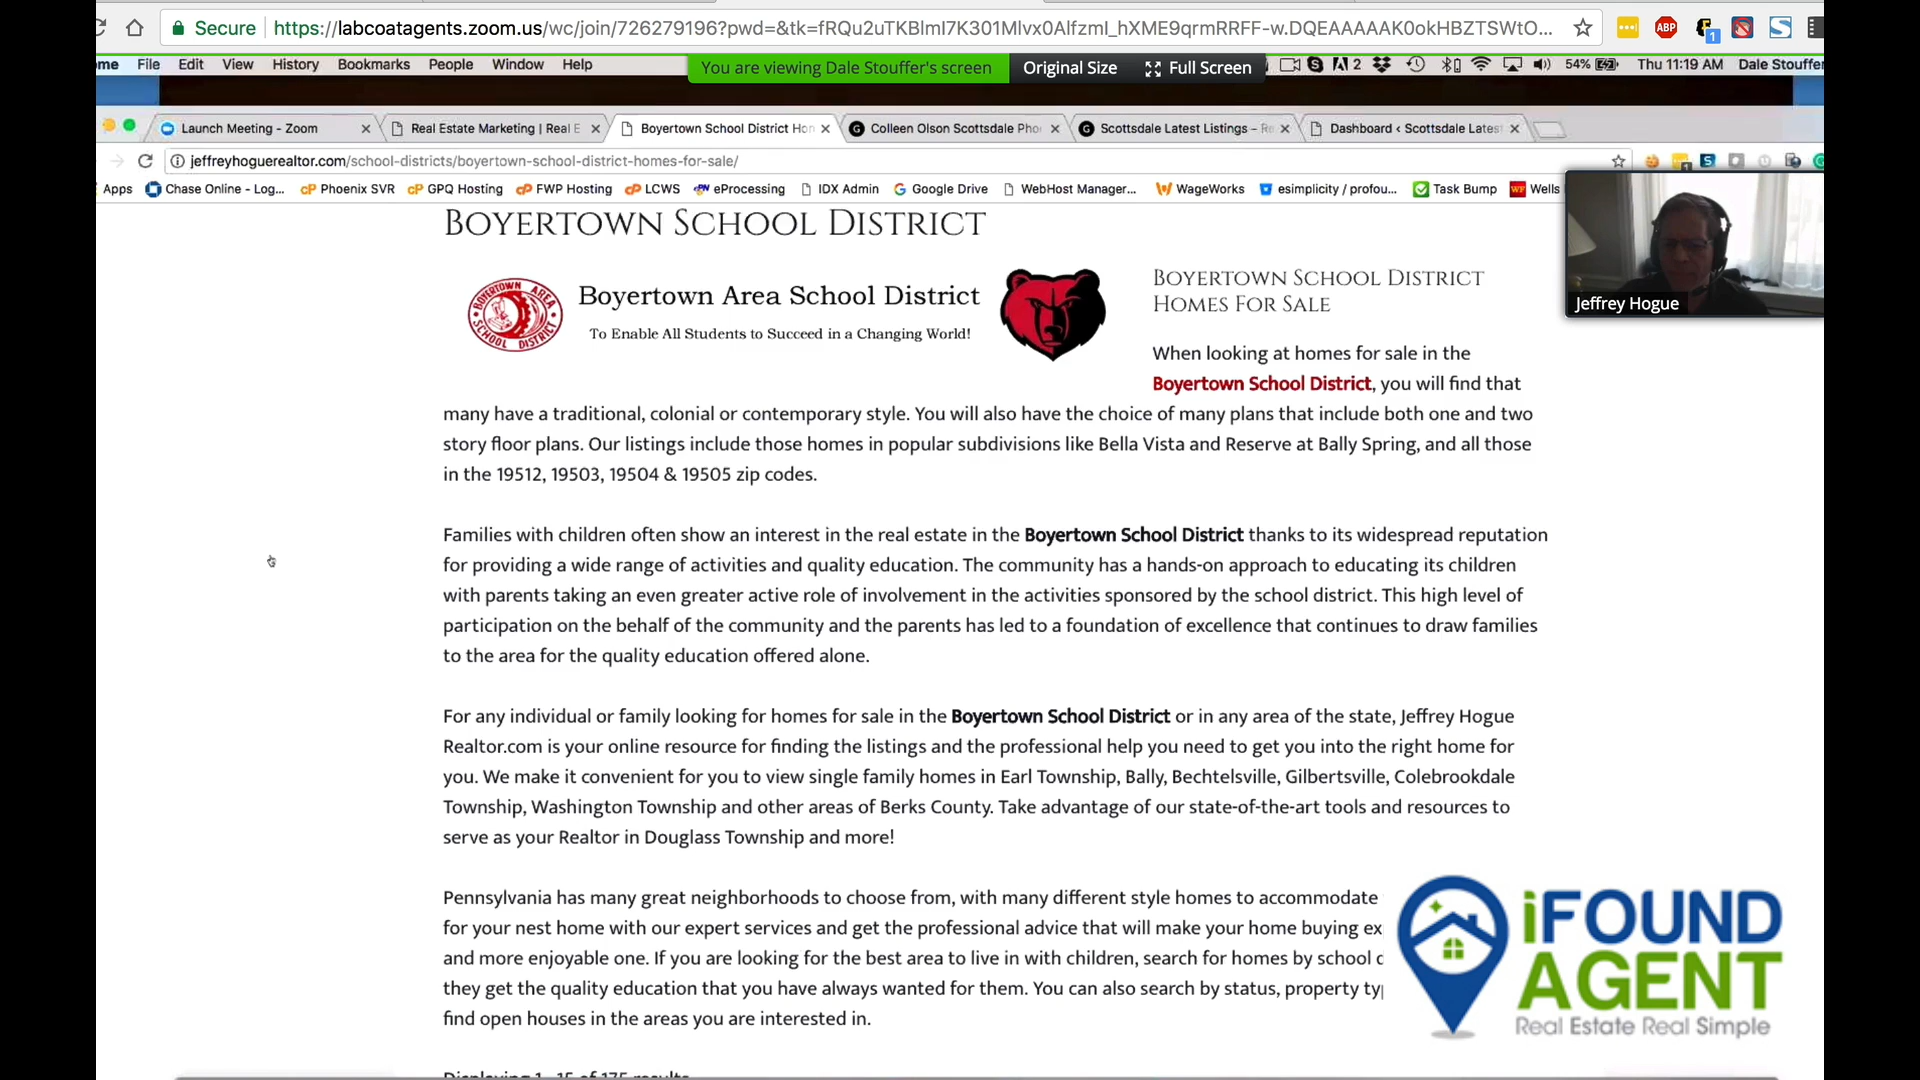 Secure https://labcoatagents.zoom.us/wc/join/726279196?pwd=&tk=fRQu2uTKBlmI7K301Mlvx0Alfzml_hXME9qrmRRFF-w.DQEAAAAAK0okHBZTSWtO... ABP 1
ome File Edit View History Bookmarks People Window Help You are viewing Dale Stouffer's screen Original Size Full Screen 2 54% Thu 11:19 AM Dale Stouffer
Launch Meeting - Zoom Real Estate Marketing | Real E Boyertown School District Hon Colleen Olson Scottsdale Pho Scottsdale Latest Listings – Re Dashboard ‹ Scottsdale Latest
jeffreyhoguerealtor.com/school-districts/boyertown-school-district-homes-for-sale/
Apps Chase Online - Log... Phoenix SVR GPQ Hosting FWP Hosting LCWS eProcessing IDX Admin Google Drive WebHost Manager... WageWorks esimplicity / profou... Task Bump Wells
Jeffrey Hogue
Boyertown School District
BOYERTOWN AREA SCHOOL DISTRICT
Boyertown Area School District
To Enable All Students to Succeed in a Changing World!
Boyertown School District
Homes For Sale
When looking at homes for sale in the
Boyertown School District, you will find that
many have a traditional, colonial or contemporary style. You will also have the choice of many plans that include both one and two
story floor plans. Our listings include those homes in popular subdivisions like Bella Vista and Reserve at Bally Spring, and all those
in the 19512, 19503, 19504 & 19505 zip codes.
Families with children often show an interest in the real estate in the Boyertown School District thanks to its widespread reputation
for providing a wide range of activities and quality education. The community has a hands-on approach to educating its children
with parents taking an even greater active role of involvement in the activities sponsored by the school district. This high level of
participation on the behalf of the community and the parents has led to a foundation of excellence that continues to draw families
to the area for the quality education offered alone.
For any individual or family looking for homes for sale in the Boyertown School District or in any area of the state, Jeffrey Hogue
Realtor.com is your online resource for finding the listings and the professional help you need to get you into the right home for
you. We make it convenient for you to view single family homes in Earl Township, Bally, Bechtelsville, Gilbertsville, Colebrookdale
Township, Washington Township and other areas of Berks County. Take advantage of our state-of-the-art tools and resources to
serve as your Realtor in Douglass Township and more!
Pennsylvania has many great neighborhoods to choose from, with many different style homes to accommodate
for your nest home with our expert services and get the professional advice that will make your home buying ex
and more enjoyable one. If you are looking for the best area to live in with children, search for homes by school d
they get the quality education that you have always wanted for them. You can also search by status, property typ
find open houses in the areas you are interested in.
Displaying 1 - 15 of 175 results
iFOUND
AGENT
Real Estate Real Simple